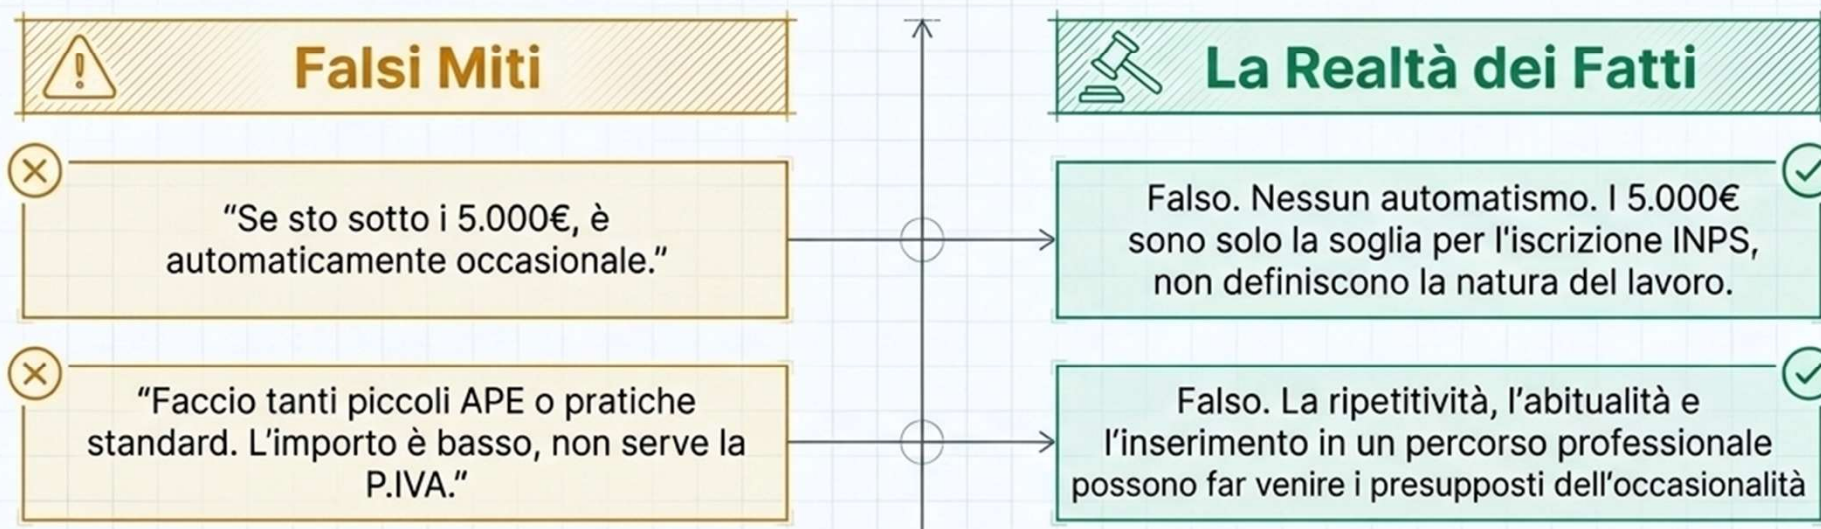 Falsi Miti
La Realtà dei Fatti
“Se sto sotto i 5.000€, è
automaticamente occasionale.”
Falso. Nessun automatismo. I 5.000€
sono solo la soglia per l'iscrizione INPS,
non definiscono la natura del lavoro.
“Faccio tanti piccoli APE o pratiche
standard. L’importo è basso, non serve la
P.IVA.”
Falso. La ripetitività, l’abitualità e
l’inserimento in un percorso professionale
possono far venire i presupposti dell’occasionalità